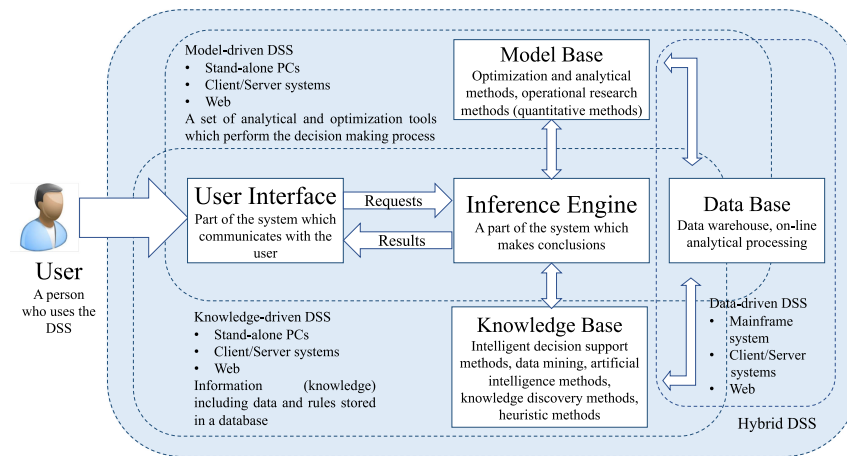 Model-driven DSS
• Stand-alone PCs
• Client/Server systems
• Web
A set of analytical and optimization tools
which perform the decision making process
Model Base
Optimization and analytical
methods, operational research
methods (quantitative methods)
User
A person
who uses the
DSS
User Interface
Part of the system which
communicates with the
user
Requests
Results
Inference Engine
A part of the system which
makes conclusions
Data Base
Data warehouse, on-line
analytical processing
Knowledge-driven DSS
• Stand-alone PCs
• Client/Server systems
• Web
Information (knowledge)
including data and rules stored
in a database
Knowledge Base
Intelligent decision support
methods, data mining, artificial
intelligence methods,
knowledge discovery methods,
heuristic methods
Data-driven DSS
• Mainframe
system
• Client/Server
systems
• Web
Hybrid DSS